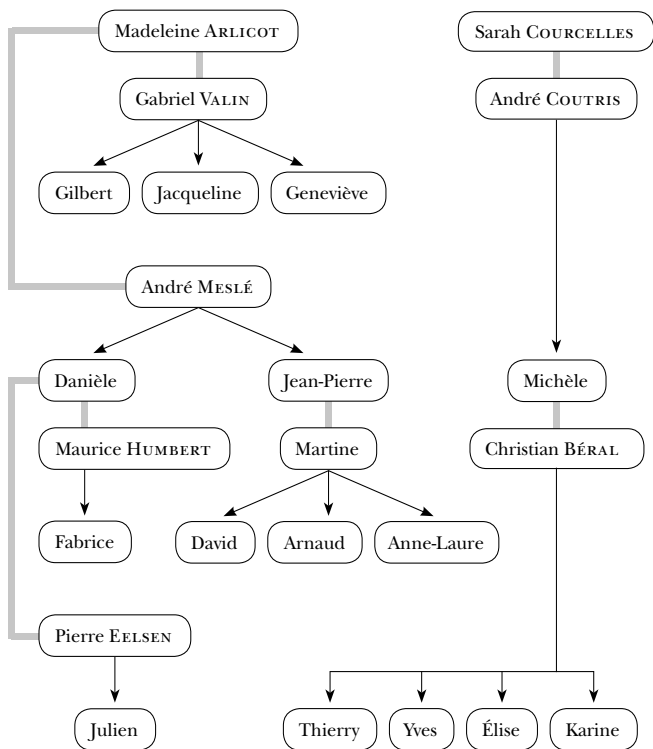 Madeleine ARLICOT
Sarah COURCELLES
Gabriel VALIN
André COUTRIS
Gilbert
Jacqueline
Geneviève
André MESLÉ
Danièle
Jean-Pierre
Michèle
Maurice HUMBERT
Martine
Christian BÉRAL
Fabrice
David
Arnaud
Anne-Laure
Pierre EELSEN
Julien
Thierry
Yves
Élise
Karine